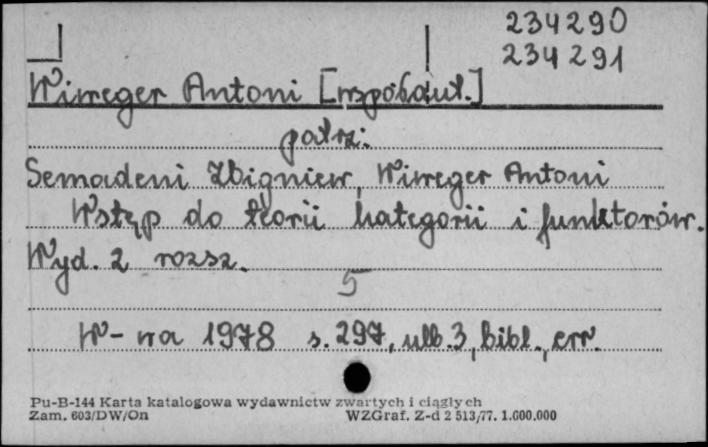 234290
234291
Wiweger Antoni [współaut.]
patrz:
Semadeni Zbigniew, Wiweger Antoni
Wstęp do teorii kategorii i funktorów.
Wyd. 2 rozsz.
5
W-wa 1978 s. 297, ulb. 3, bibl., err.
Pu-B-144 Karta katalogowa wydawnictw zwartych i ciągłych
Zam. 603/DW/On WZGraf. Z-d 2 513/77. 1.000.000